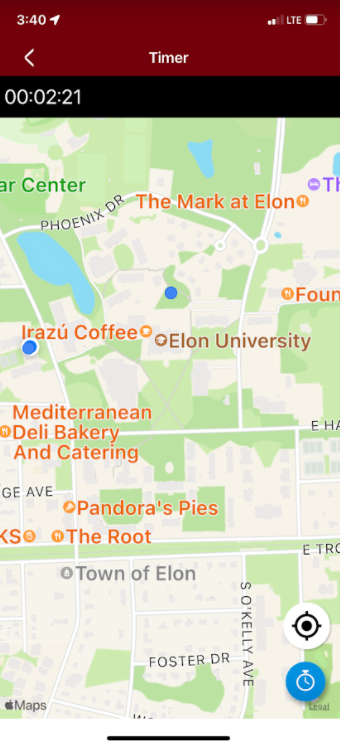 3:40
LTE
Timer
00:02:21
ar Center
PHOENIX DR
The Mark at Elon
Th
Foun
Irazú Coffee
Elon University
Mediterranean
Deli Bakery
And Catering
E HA
GE AVE
Pandora's Pies
KS
The Root
E TRO
Town of Elon
S O'KELLY AVE
FOSTER DR
Maps
Legal